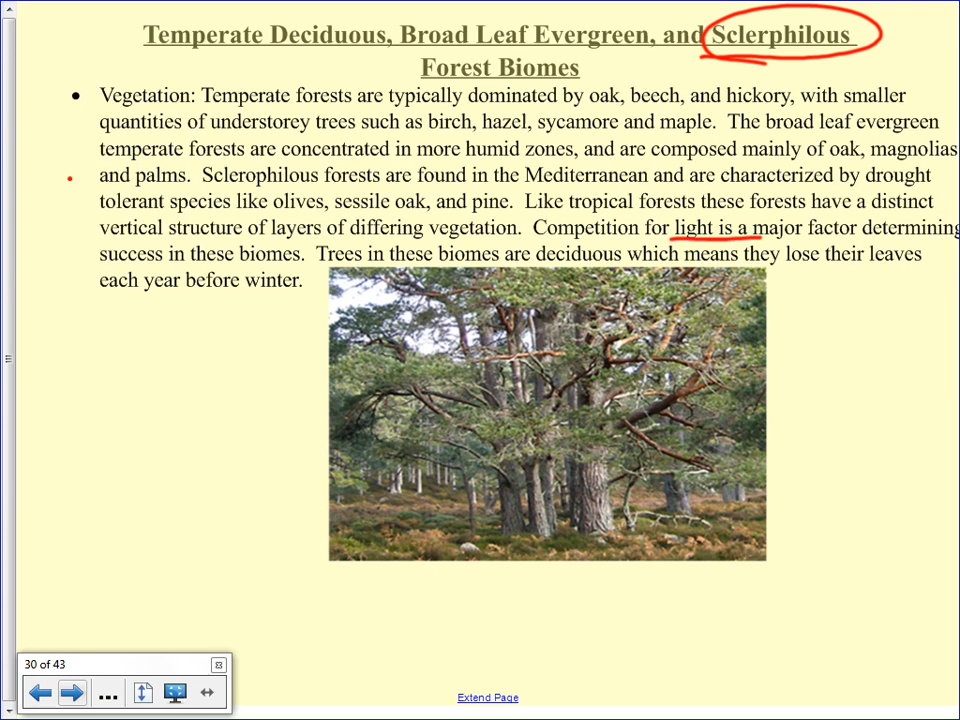 Temperate Deciduous, Broad Leaf Evergreen, and Sclerphilous
Forest Biomes
• Vegetation: Temperate forests are typically dominated by oak, beech, and hickory, with smaller
quantities of understorey trees such as birch, hazel, sycamore and maple. The broad leaf evergreen
temperate forests are concentrated in more humid zones, and are composed mainly of oak, magnolias
and palms. Sclerophilous forests are found in the Mediterranean and are characterized by drought
tolerant species like olives, sessile oak, and pine. Like tropical forests these forests have a distinct
vertical structure of layers of differing vegetation. Competition for light is a major factor determining
success in these biomes. Trees in these biomes are deciduous which means they lose their leaves
each year before winter.
30 of 43
...
Extend Page